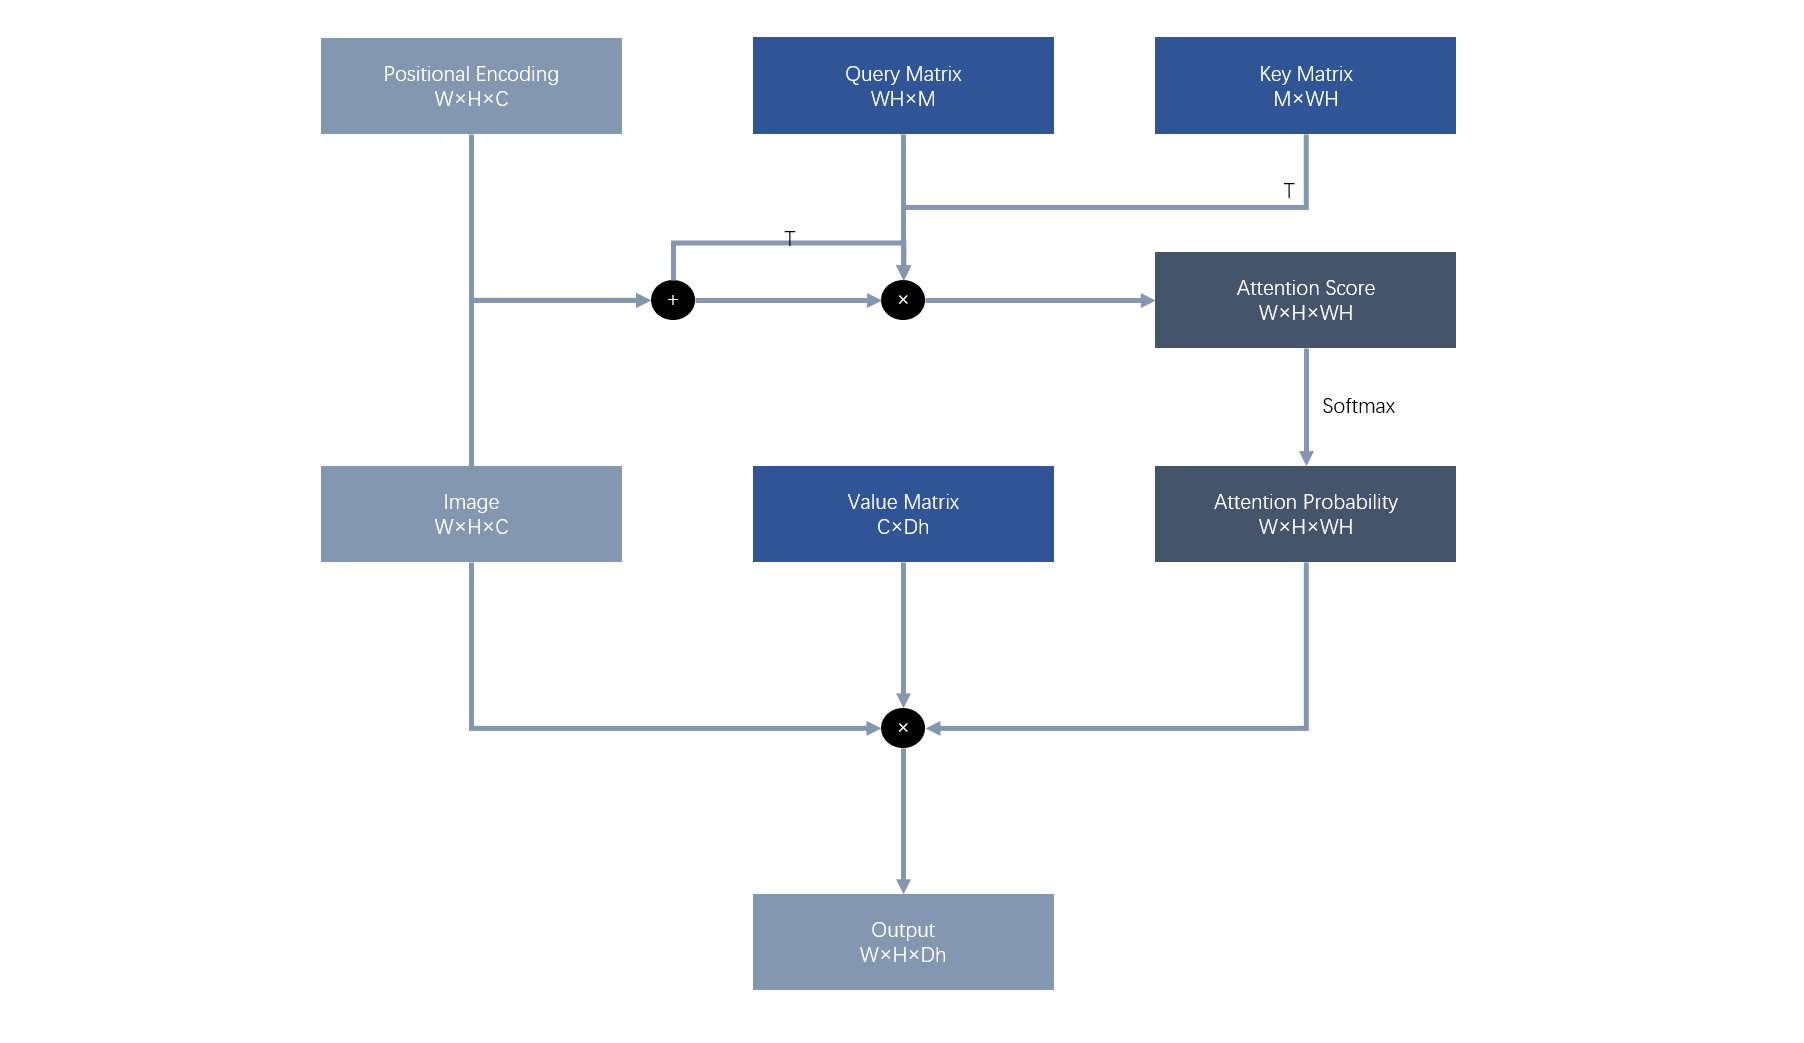 Positional Encoding
W×H×C
Query Matrix
WH×M
Key Matrix
M×WH
T
T
+
×
Attention Score
W×H×WH
Softmax
Image
W×H×C
Value Matrix
C×Dh
Attention Probability
W×H×WH
×
Output
W×H×Dh